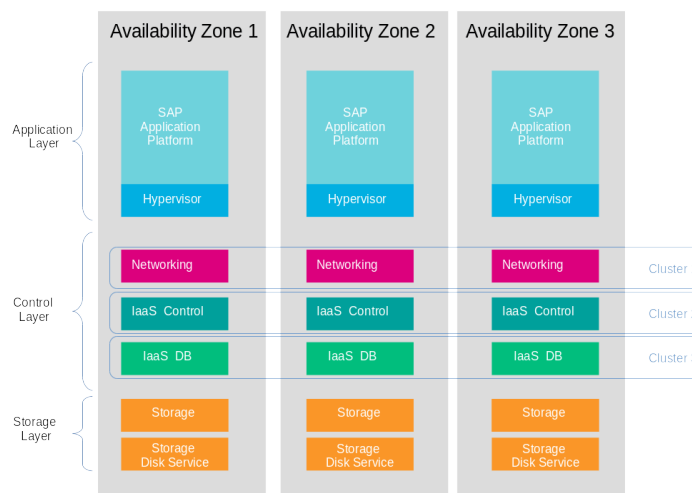 Availability Zone 1
Availability Zone 2
Availability Zone 3
Application
Layer
SAP
Application
Platform
SAP
Application
Platform
SAP
Application
Platform
Hypervisor
Hypervisor
Hypervisor
Control
Layer
Networking
Networking
Networking
Cluster
IaaS Control
IaaS Control
IaaS Control
Cluster
IaaS DB
IaaS DB
IaaS DB
Cluster
Storage
Layer
Storage
Storage
Storage
Storage
Disk Service
Storage
Disk Service
Storage
Disk Service